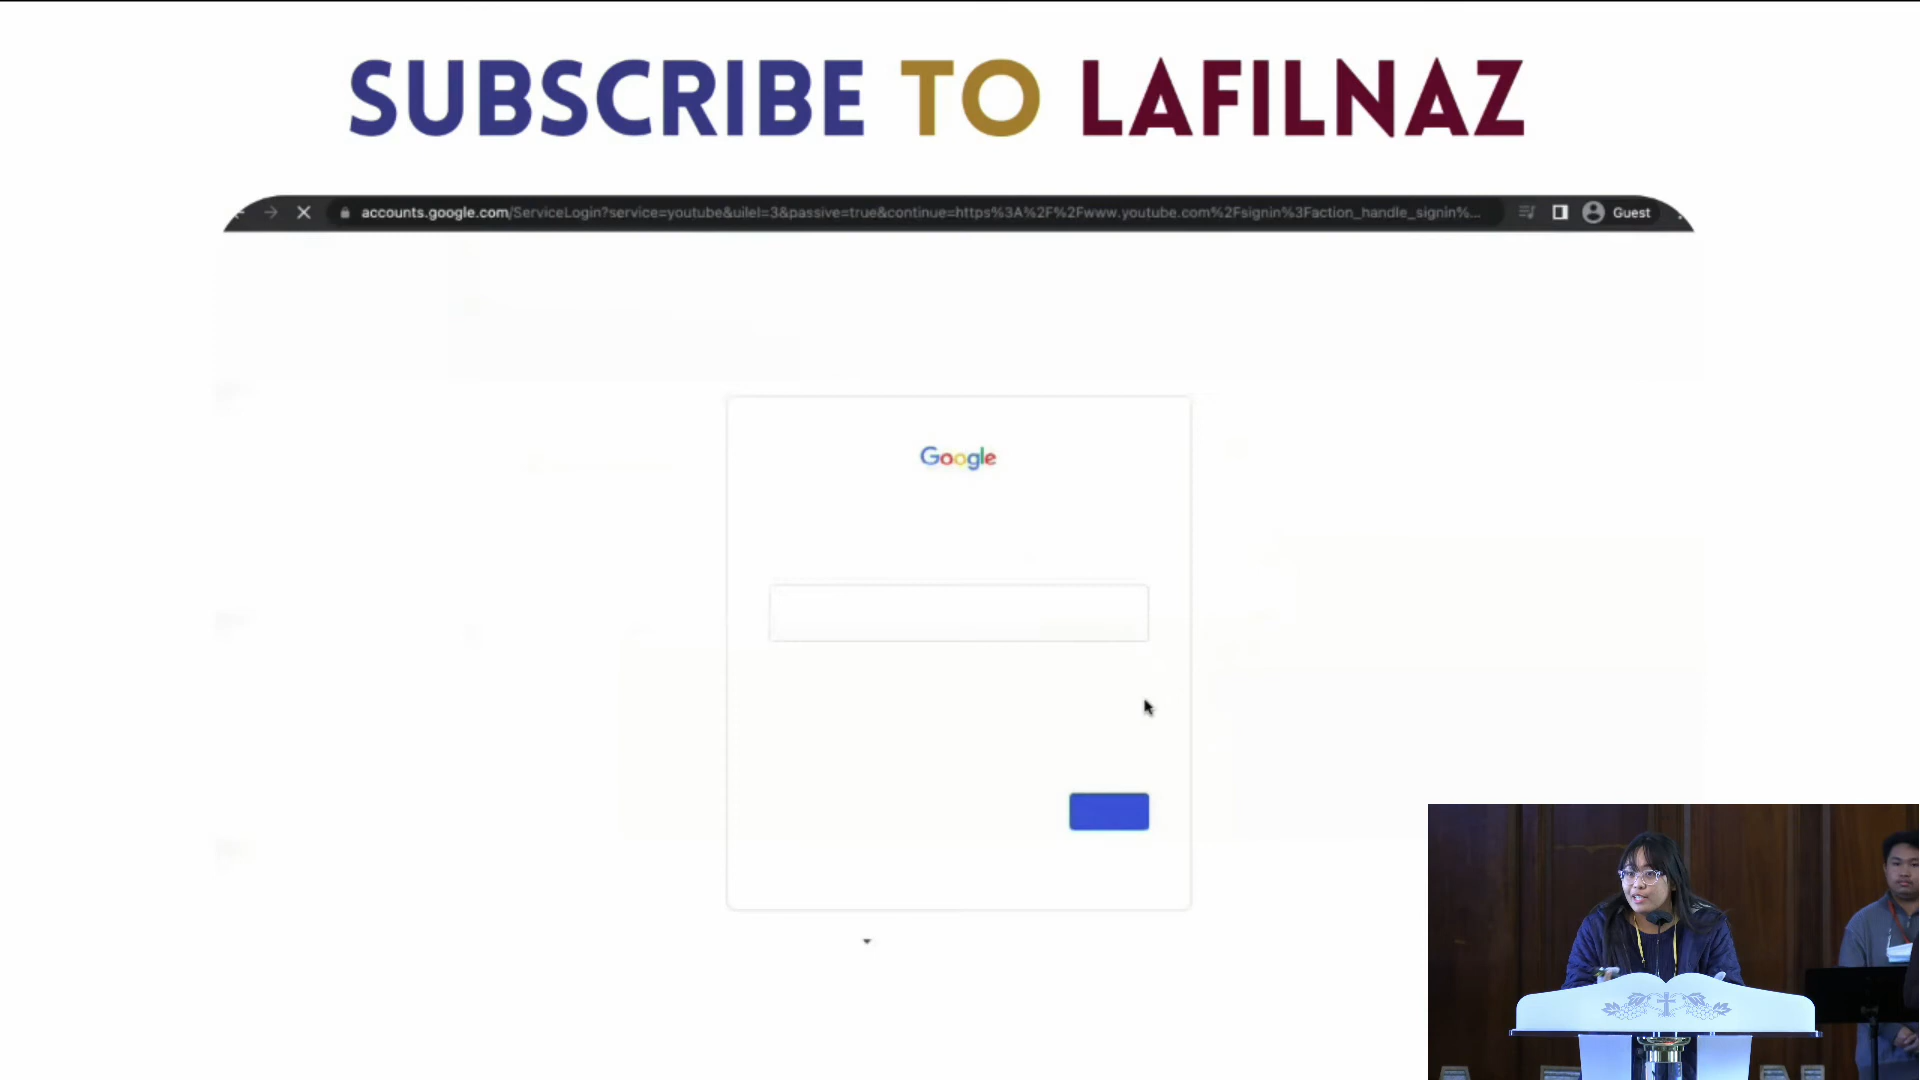 SUBSCRIBE TO LAFILNAZ
accounts.google.com/ServiceLogin?service=youtube&uilel=3&passive=true&continue=https%3A%2F%2Fwww.youtube.com%2Fsignin%3Faction_handle_signin%...
Guest
Google